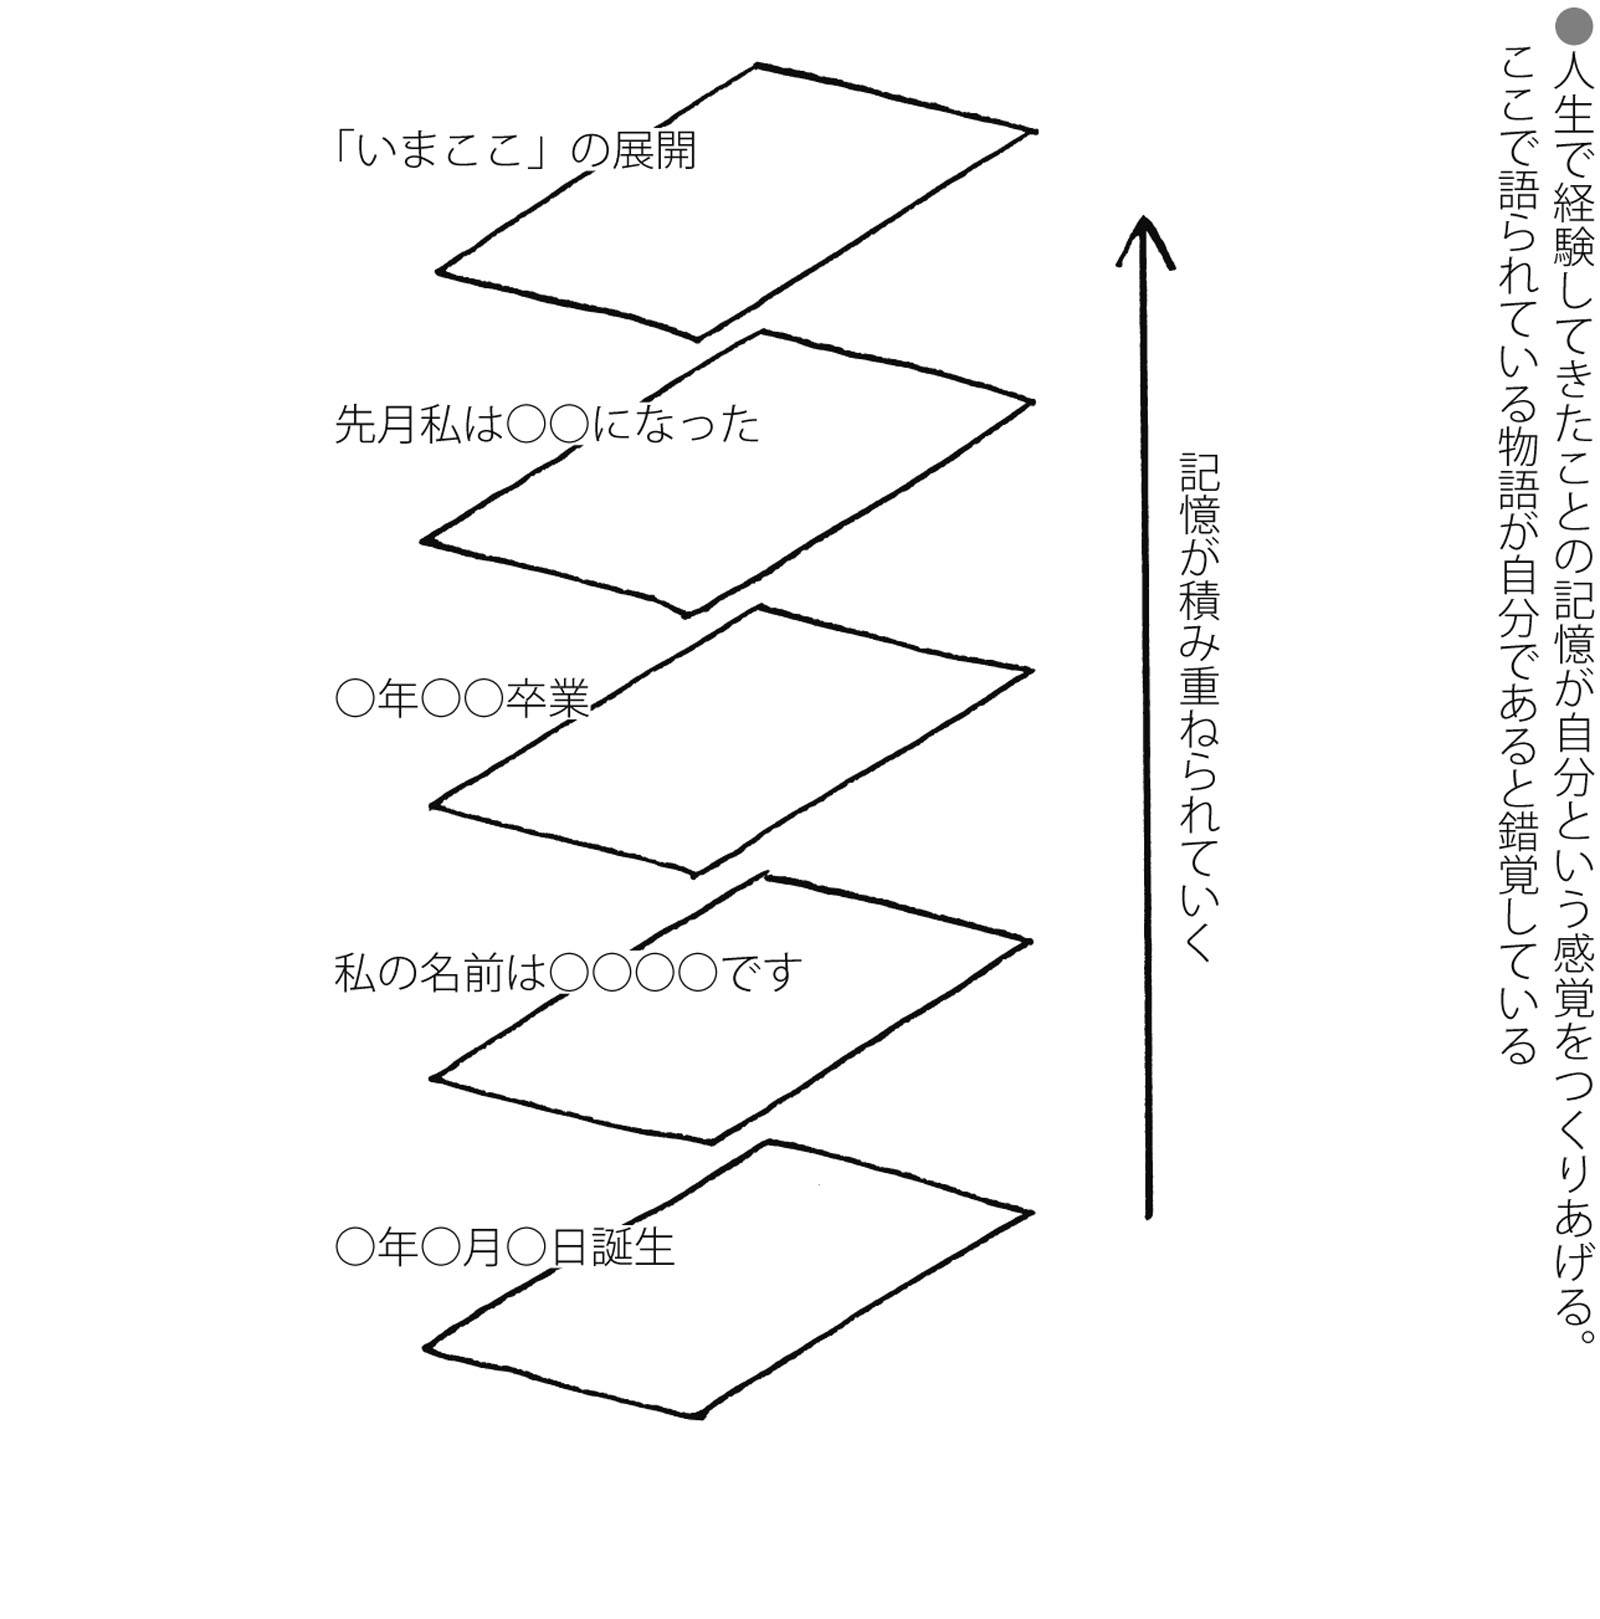 ●人生で経験してきたことの記憶が自分という感覚をつくりあげる。
ここで語られている物語が自分であると錯覚している
記憶が積み重ねられていく
「いまここ」の展開
先月私は○○になった
○年○○卒業
私の名前は○○○○です
○年○月○日誕生